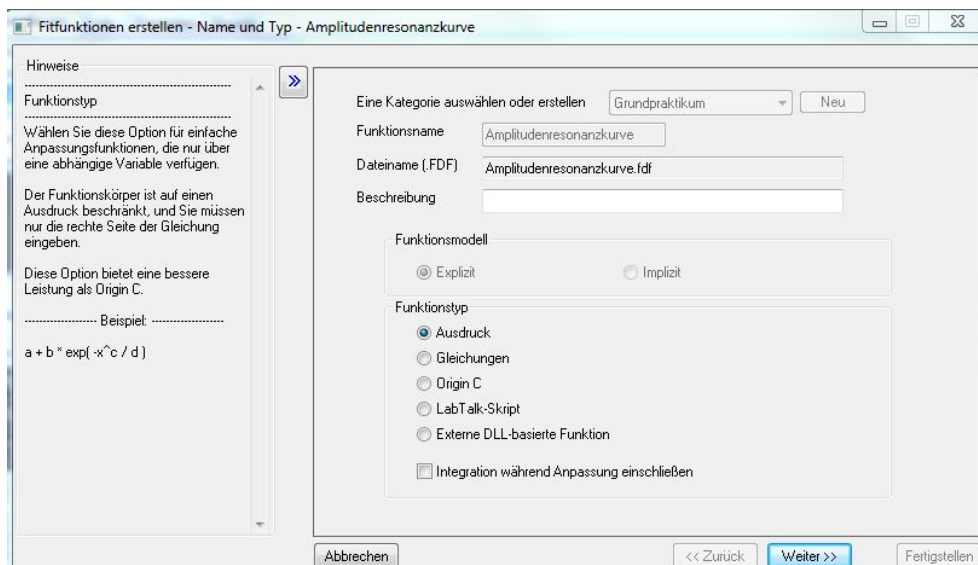 Fitfunktionen erstellen - Name und Typ - Amplitudenresonanzkurve
Hinweise
--------------------------------------------------
Funktionstyp
--------------------------------------------------
Wählen Sie diese Option für einfache
Anpassungsfunktionen, die nur über
eine abhängige Variable verfügen.
Der Funktionskörper ist auf einen
Ausdruck beschränkt, und Sie müssen
nur die rechte Seite der Gleichung
eingeben.
Diese Option bietet eine bessere
Leistung als Origin C.
------------------- Beispiel: -------------------
a + b * exp( -x^c / d )
Eine Kategorie auswählen oder erstellen Grundpraktikum Neu
Funktionsname Amplitudenresonanzkurve
Dateiname (.FDF) Amplitudenresonanzkurve.fdf
Beschreibung
Funktionsmodell
Explizit Implizit
Funktionstyp
Ausdruck
Gleichungen
Origin C
LabTalk-Skript
Externe DLL-basierte Funktion
Integration während Anpassung einschließen
Abbrechen << Zurück Weiter >> Fertigstellen